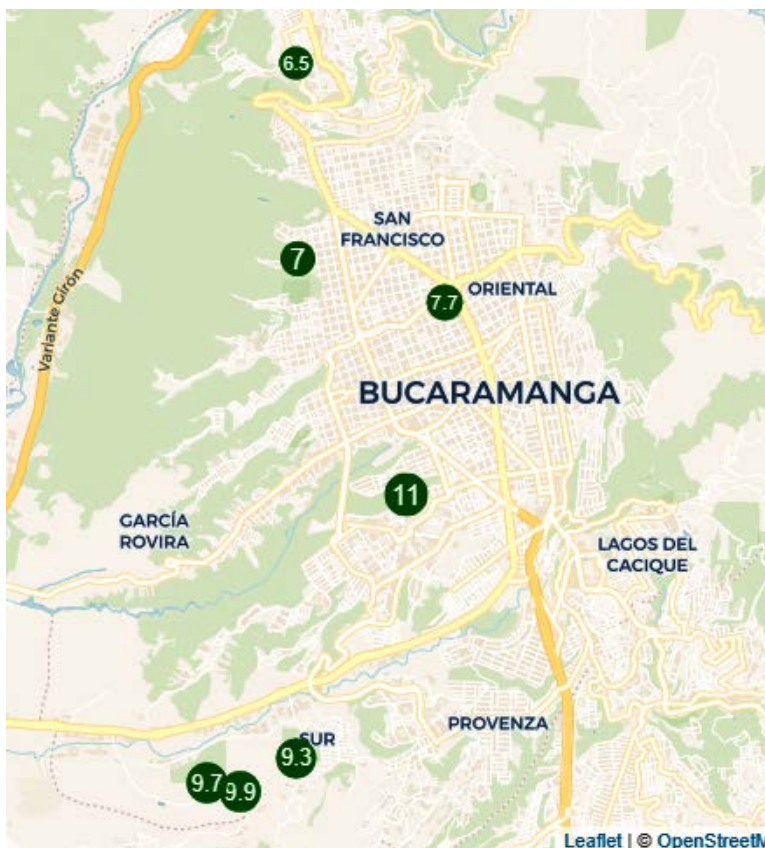 6.5
SAN
FRANCISCO
7
ORIENTAL
7.7
Variante Girón
BUCARAMANGA
11
GARCÍA
ROVIRA
LAGOS DEL
CACIQUE
PROVENZA
SUR
9.3
9.7
9.9
Leaflet | © OpenStreetM